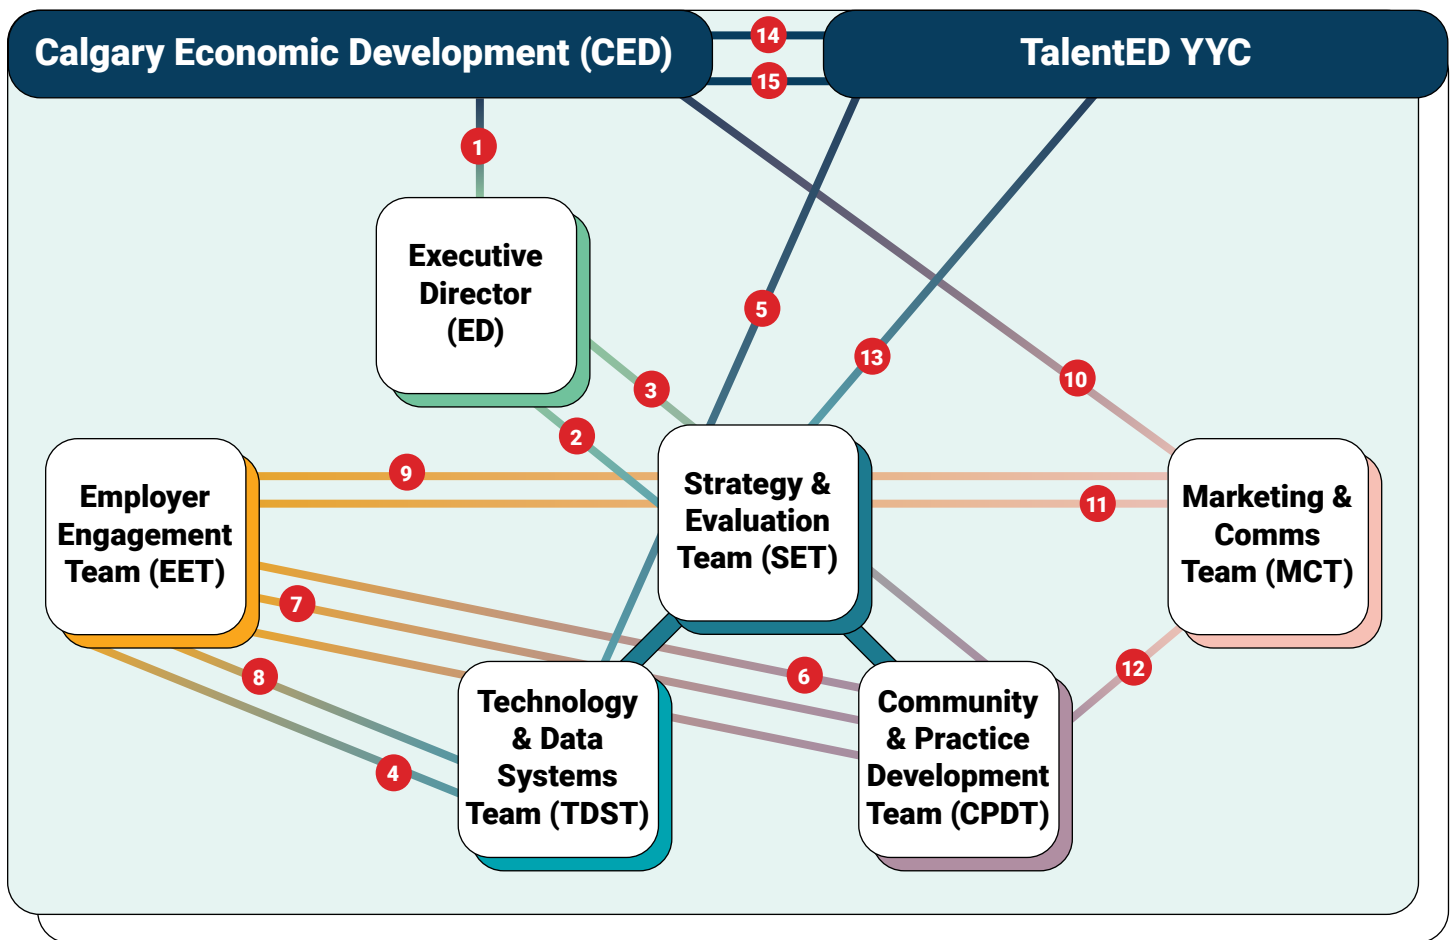 Calgary Economic Development (CED)
14
15
TalentED YYC
1
Executive
Director
(ED)
5
13
10
3
2
9
11
Employer
Engagement
Team (EET)
Strategy &
Evaluation
Team (SET)
Marketing &
Comms
Team (MCT)
7
8
6
12
4
Technology
& Data
Systems
Team (TDST)
Community
& Practice
Development
Team (CPDT)